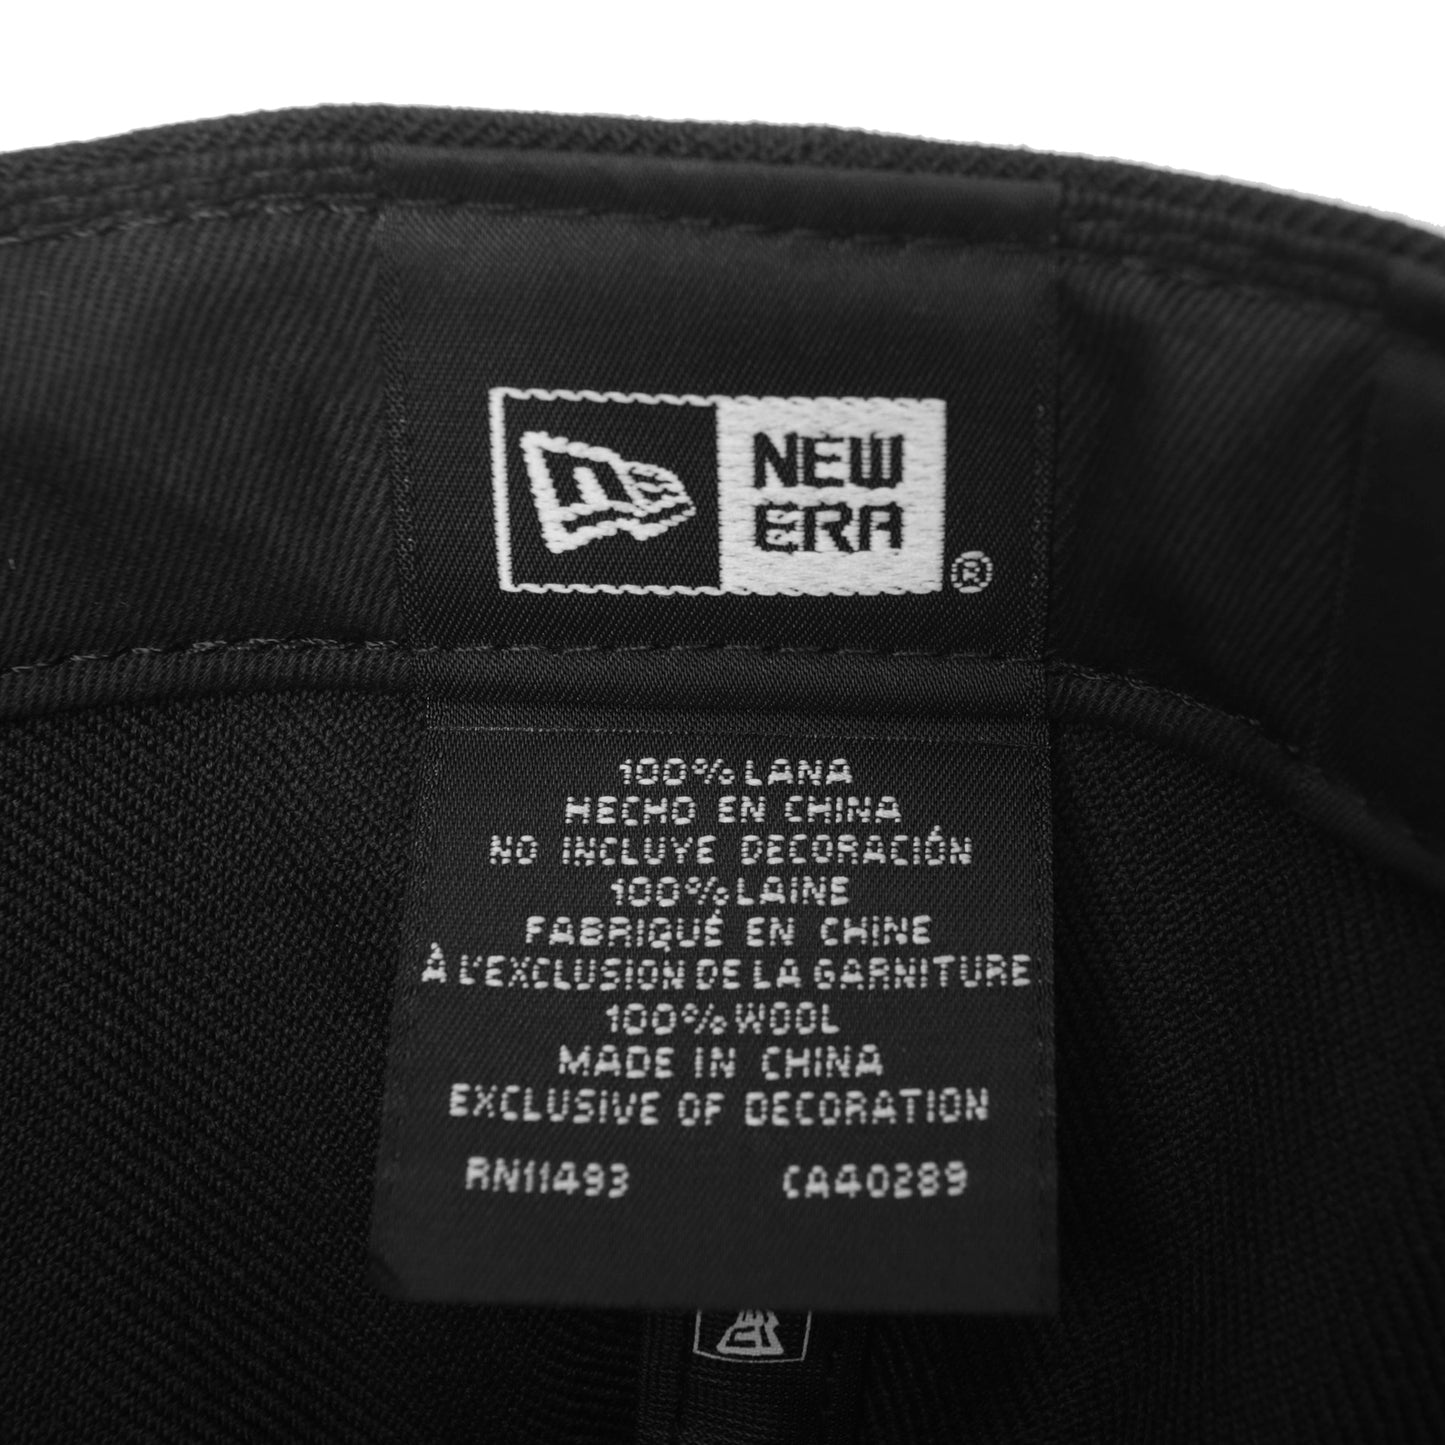 NEW
ERA
®
100% LANA
HECHO EN CHINA
NO INCLUYE DECORACIÓN
100% LAINE
FABRIQUÉ EN CHINE
À L'EXCLUSION DE LA GARNITURE
100% WOOL
MADE IN CHINA
EXCLUSIVE OF DECORATION
RN11493 CA40289